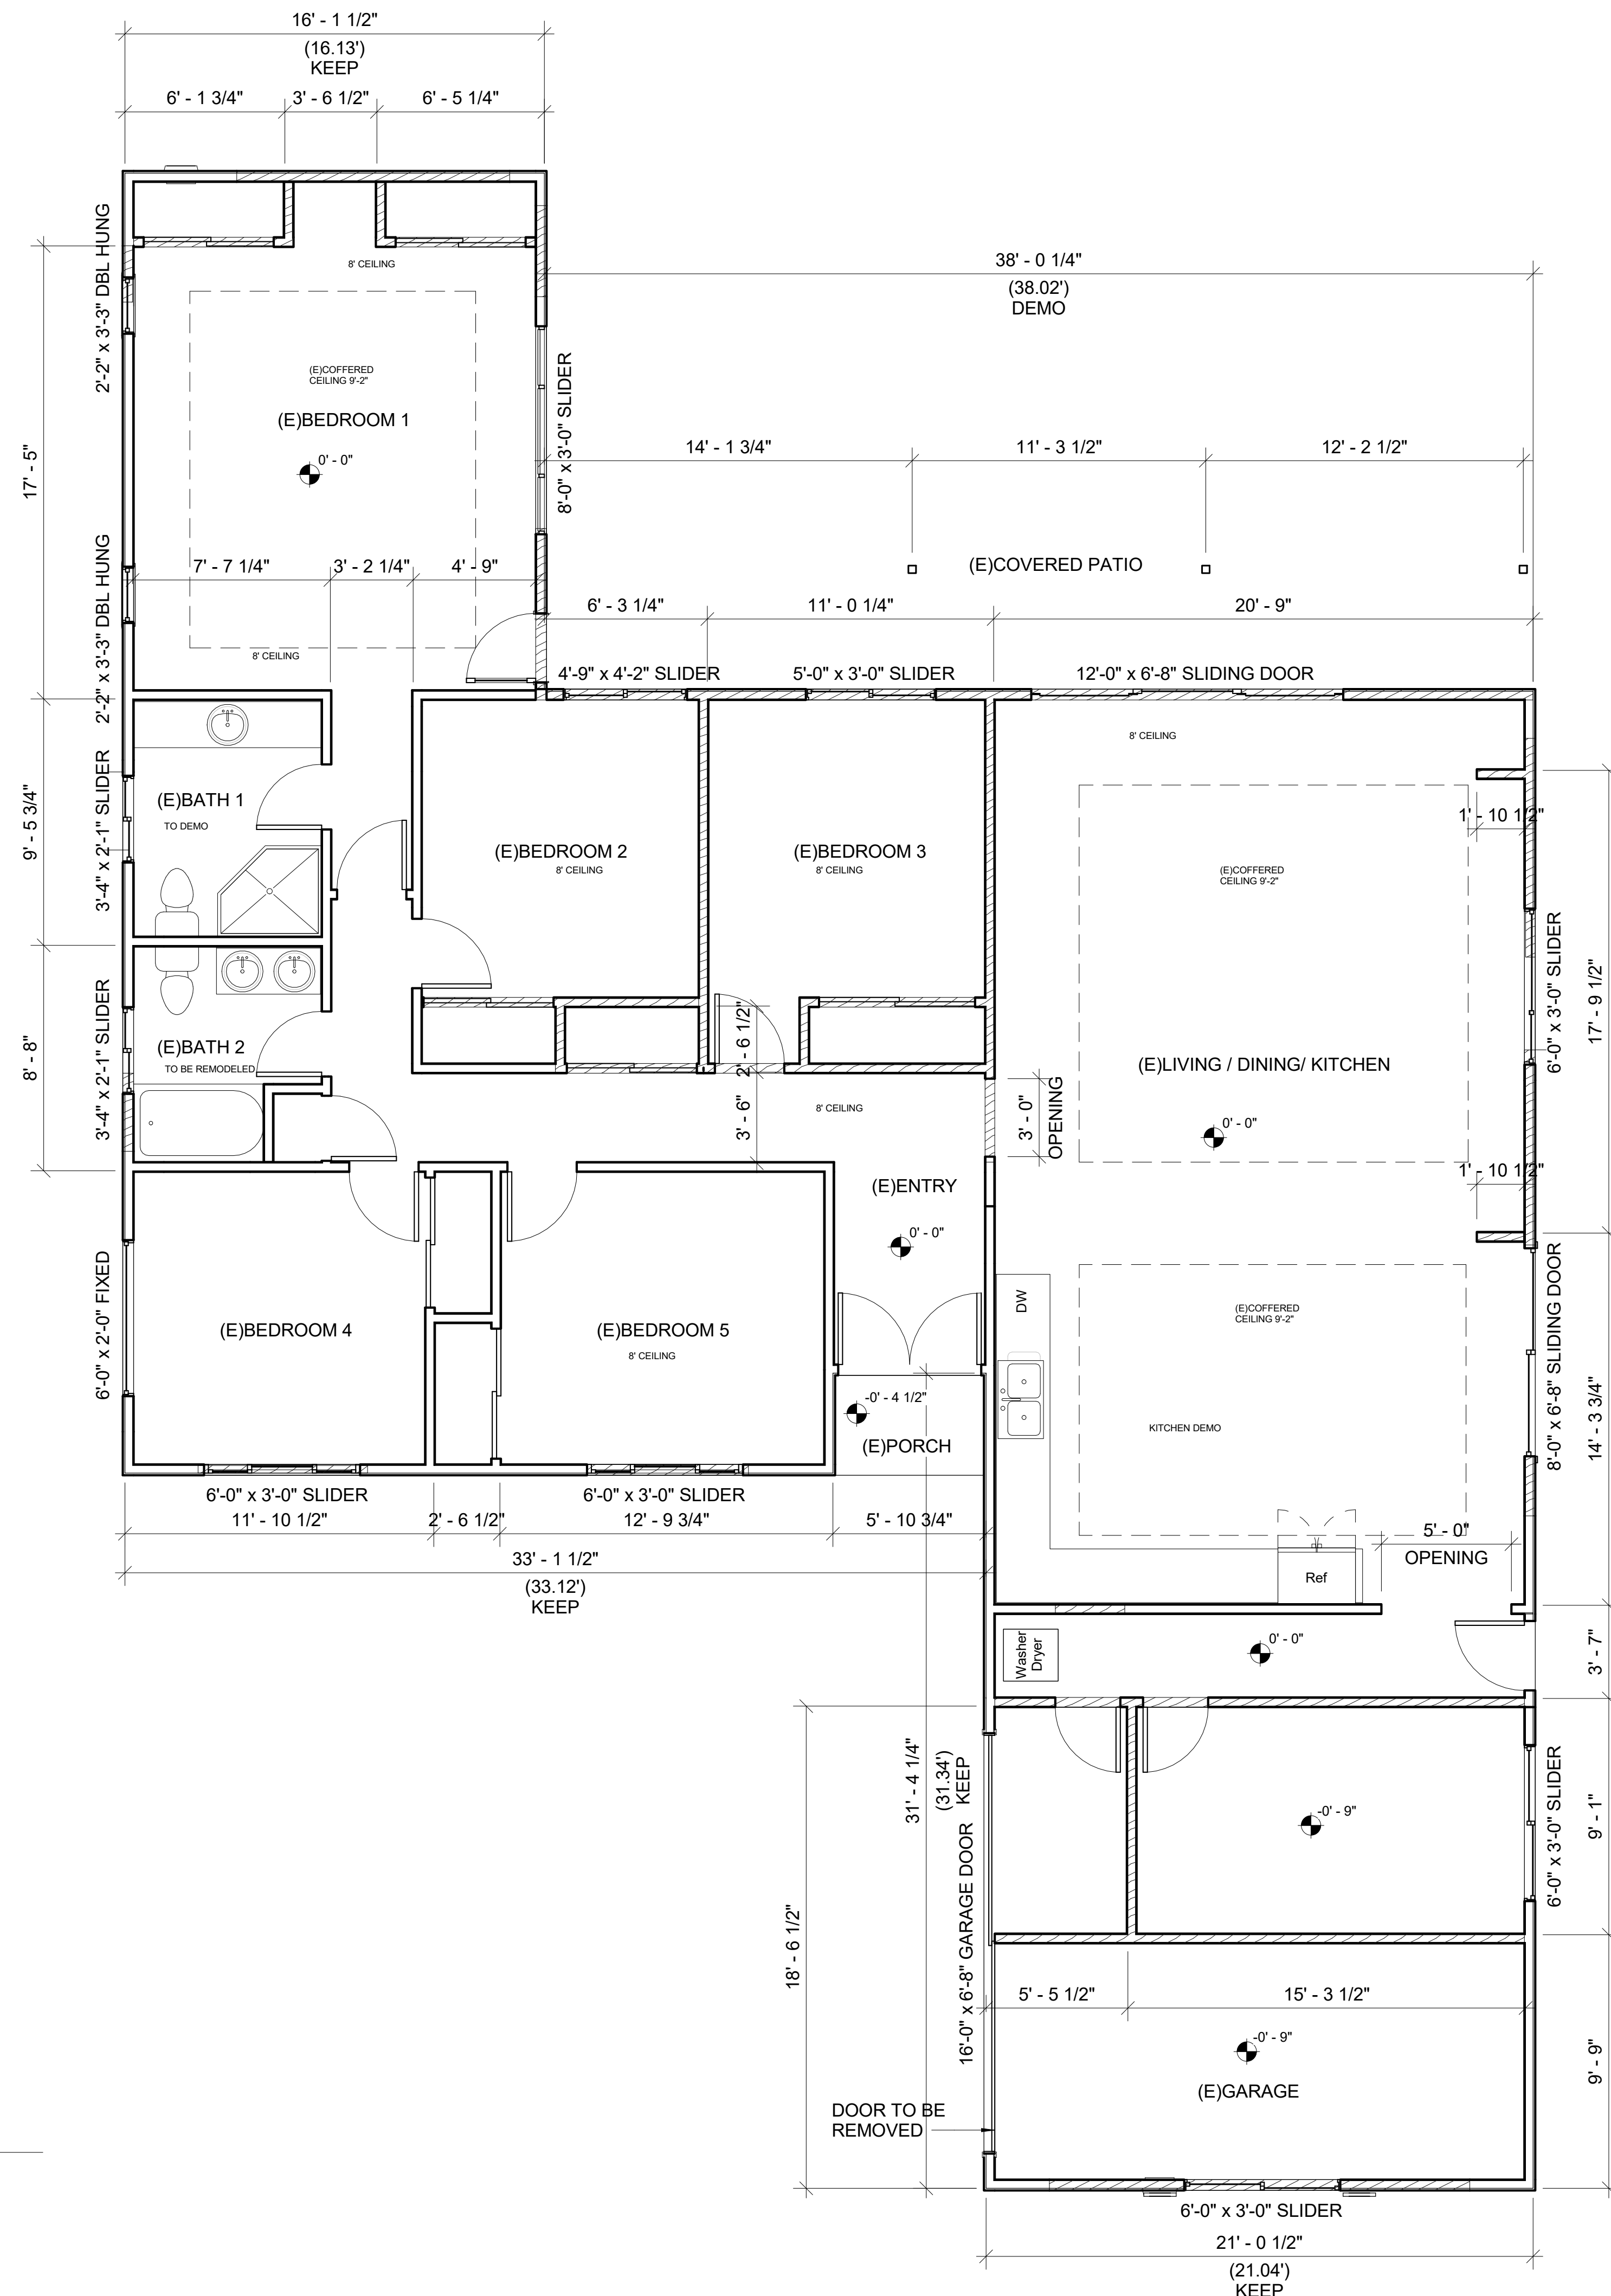 16' - 1 1/2"
(16.13')
KEEP
6' - 1 3/4"
3' - 6 1/2"
6' - 5 1/4"
2'-2" x 3'-3" DBL HUNG
8' CEILING
38' - 0 1/4"
(38.02')
DEMO
17' - 5"
(E)COFFERED
CEILING 9'-2"
(E)BEDROOM 1
0' - 0"
8'-0" x 3'-0" SLIDER
14' - 1 3/4"
11' - 3 1/2"
12' - 2 1/2"
2'-2" x 3'-3" DBL HUNG
7' - 7 1/4"
3' - 2 1/4"
4' - 9"
(E)COVERED PATIO
6' - 3 1/4"
11' - 0 1/4"
20' - 9"
8' CEILING
4'-9" x 4'-2" SLIDER
5'-0" x 3'-0" SLIDER
12'-0" x 6'-8" SLIDING DOOR
8' CEILING
9' - 5 3/4"
3'-4" x 2'-1" SLIDER
(E)BATH 1
TO DEMO
(E)BEDROOM 2
8' CEILING
(E)BEDROOM 3
8' CEILING
1' - 10 1/2"
(E)COFFERED
CEILING 9'-2"
6'-0" x 3'-0" SLIDER
17' - 9 1/2"
8' - 8"
3'-4" x 2'-1" SLIDER
(E)BATH 2
TO BE REMODELED
2' - 6 1/2"
3' - 6"
8' CEILING
3' - 0"
OPENING
(E)LIVING / DINING/ KITCHEN
0' - 0"
1' - 10 1/2"
(E)ENTRY
0' - 0"
6'-0" x 2'-0" FIXED
(E)BEDROOM 4
(E)BEDROOM 5
8' CEILING
DW
(E)COFFERED
CEILING 9'-2"
8'-0" x 6'-8" SLIDING DOOR
14' - 3 3/4"
-0' - 4 1/2"
(E)PORCH
KITCHEN DEMO
6'-0" x 3'-0" SLIDER
6'-0" x 3'-0" SLIDER
11' - 10 1/2"
2' - 6 1/2"
12' - 9 3/4"
5' - 10 3/4"
33' - 1 1/2"
(33.12')
KEEP
5' - 0"
OPENING
Ref
Washer
Dryer
0' - 0"
3' - 7"
31' - 4 1/4"
(31.34')
KEEP
-0' - 9"
6'-0" x 3'-0" SLIDER
9' - 1"
18' - 6 1/2"
16'-0" x 6'-8" GARAGE DOOR
5' - 5 1/2"
15' - 3 1/2"
-0' - 9"
(E)GARAGE
9' - 9"
DOOR TO BE
REMOVED
6'-0" x 3'-0" SLIDER
21' - 0 1/2"
(21.04')
KEEP